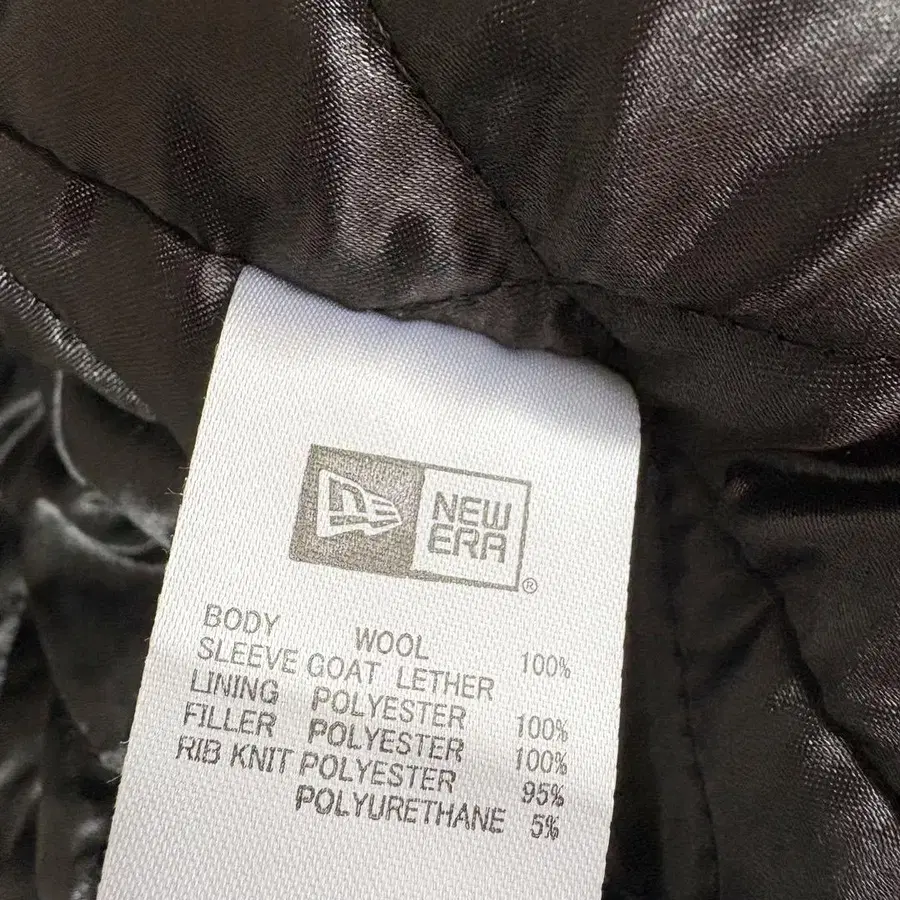 NE NEW
ERA®
BODY WOOL 100%
SLEEVE GOAT LETHER
LINING POLYESTER 100%
FILLER POLYESTER 100%
RIB KNIT POLYESTER 95%
POLYURETHANE 5%